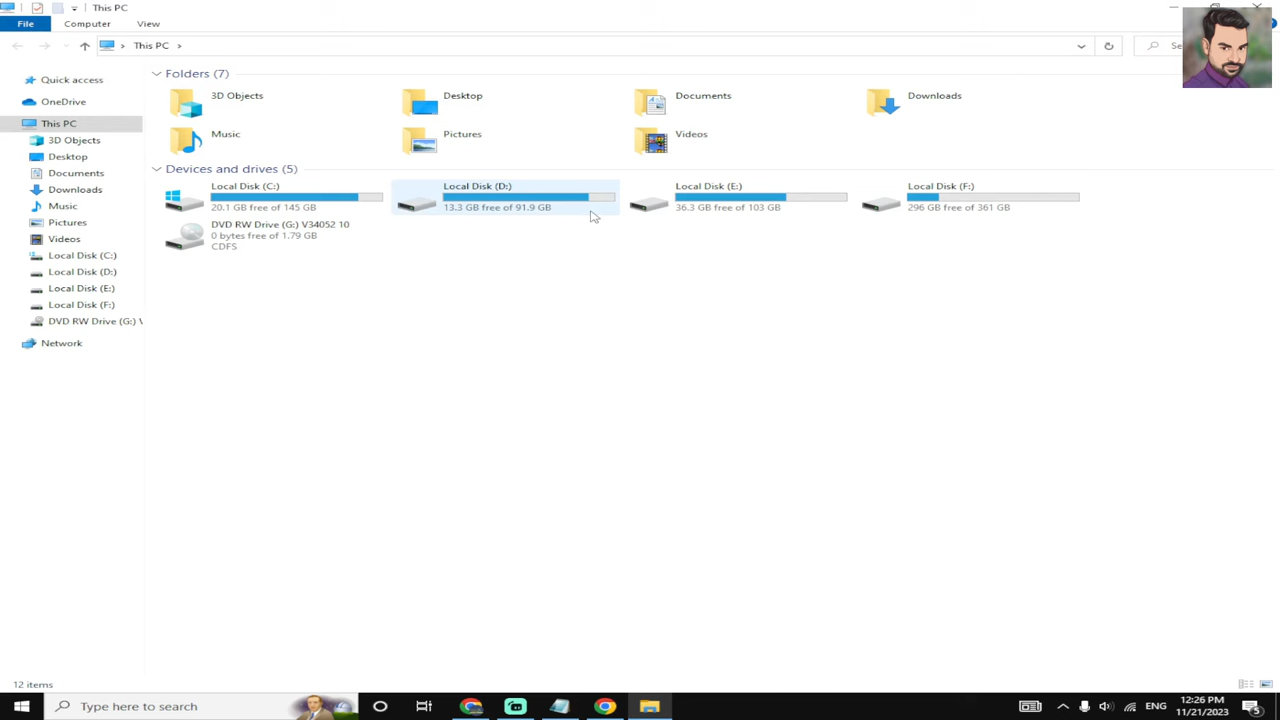 This PC
File
Computer
View
This PC
Se
Quick access
OneDrive
This PC
3D Objects
Desktop
Documents
Downloads
Music
Pictures
Videos
Local Disk (C:)
Local Disk (D:)
Local Disk (E:)
Local Disk (F:)
DVD RW Drive (G:) V
Network
Folders (7)
3D Objects
Desktop
Documents
Downloads
Music
Pictures
Videos
Devices and drives (5)
Local Disk (C:)
20.1 GB free of 145 GB
Local Disk (D:)
13.3 GB free of 91.9 GB
Local Disk (E:)
36.3 GB free of 103 GB
Local Disk (F:)
296 GB free of 361 GB
DVD RW Drive (G:) V34052 10
0 bytes free of 1.79 GB
CDFS
12 items
Type here to search
ENG
12:26 PM
11/21/2023
5